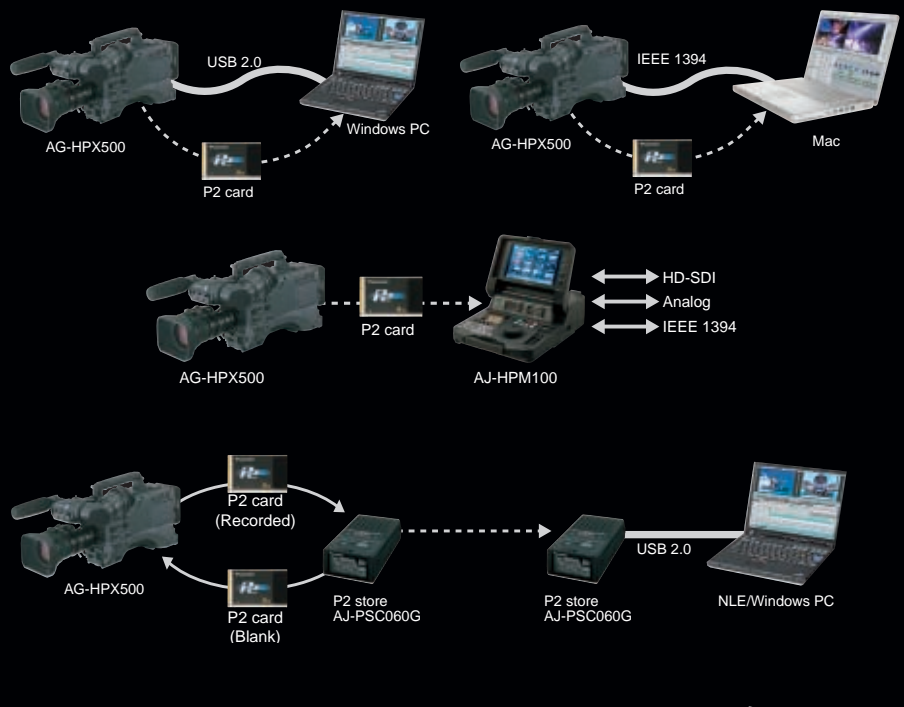 USB 2.0
IEEE 1394
Windows PC
AG-HPX500
P2 card
AG-HPX500
Mac
P2 card
HD-SDI
Analog
IEEE 1394
P2 card
AG-HPX500
AJ-HPM100
P2 card
(Recorded)
USB 2.0
AG-HPX500
P2 card
(Blank)
P2 store
AJ-PSC060G
P2 store
AJ-PSC060G
NLE/Windows PC